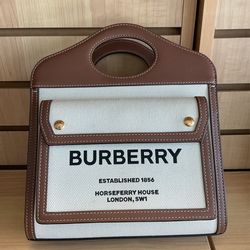 BURBERRY
ESTABLISHED 1856
HORSEFERRY HOUSE
LONDON, SW1